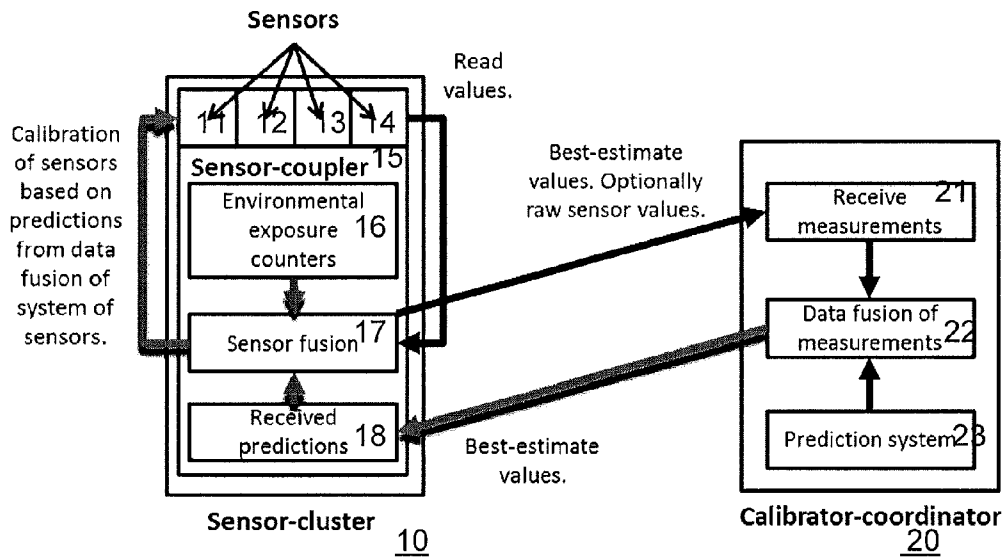 Sensors
Read
values.
11 12 13 14
Calibration
of sensors
based on
predictions
from data
fusion of
system of
sensors.
Sensor-coupler 15
Environmental
exposure 16
counters
Sensor fusion 17
Received
predictions 18
Sensor-cluster
10
Best-estimate
values. Optionally
raw sensor values.
Best-estimate
values.
Receive 21
measurements
Data fusion of
measurements 22
Prediction system 23
Calibrator-coordinator
20